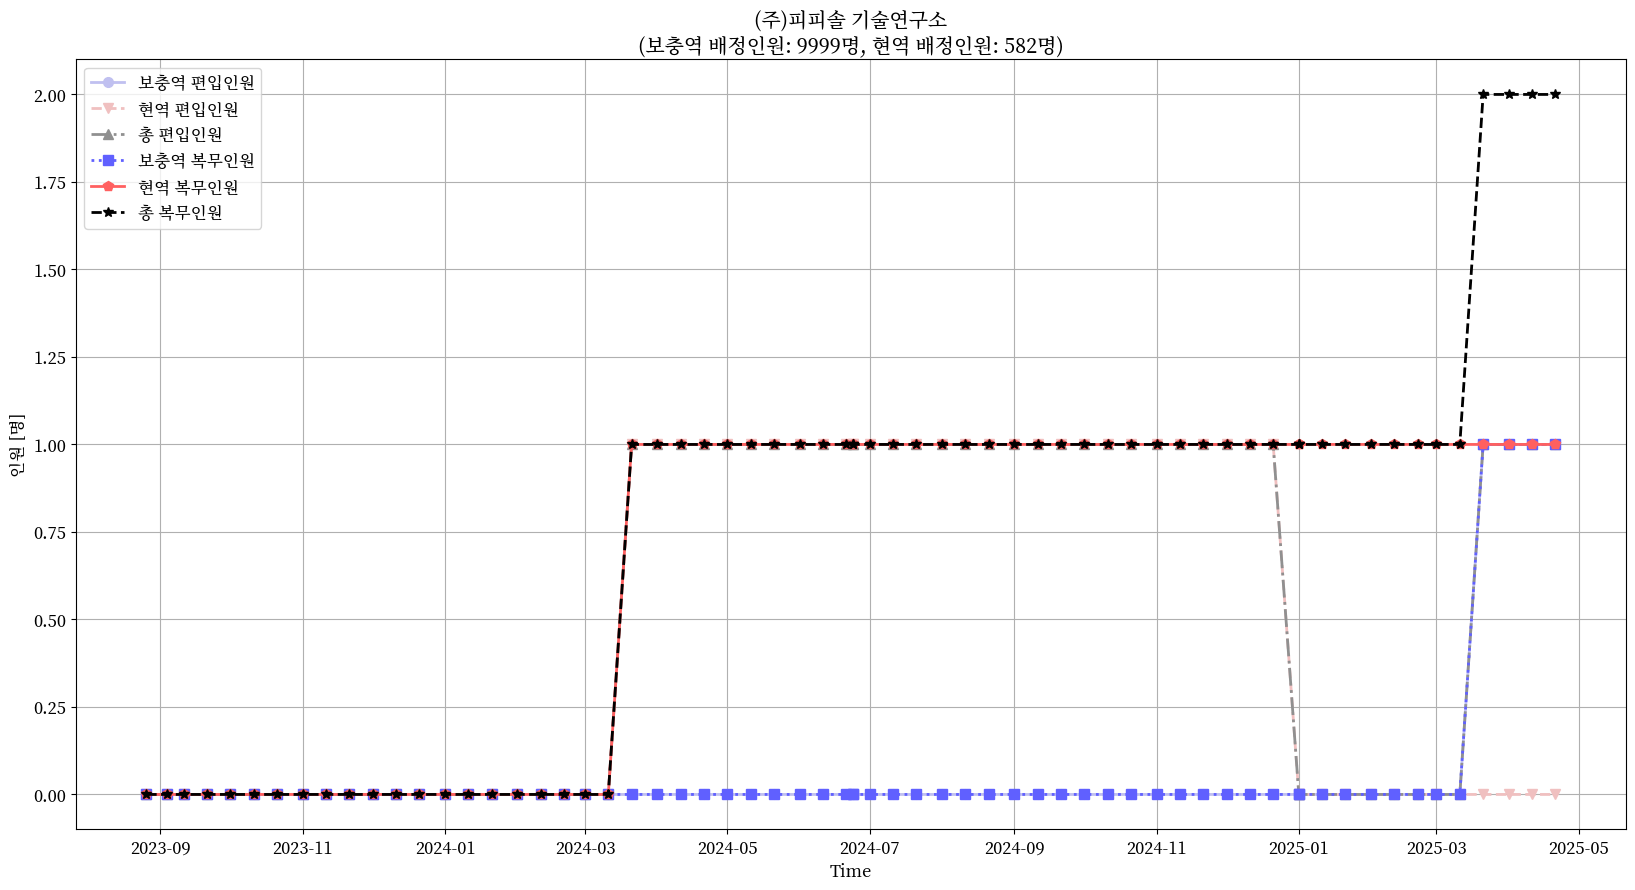 (주)피피솔 기술연구소
(보충역 배정인원: 9999명, 현역 배정인원: 582명)
보충역 편입인원
현역 편입인원
총 편입인원
보충역 복무인원
현역 복무인원
총 복무인원
인원 [명]
2.00
1.75
1.50
1.25
1.00
0.75
0.50
0.25
0.00
2023-09
2023-11
2024-01
2024-03
2024-05
2024-07
2024-09
2024-11
2025-01
2025-03
2025-05
Time